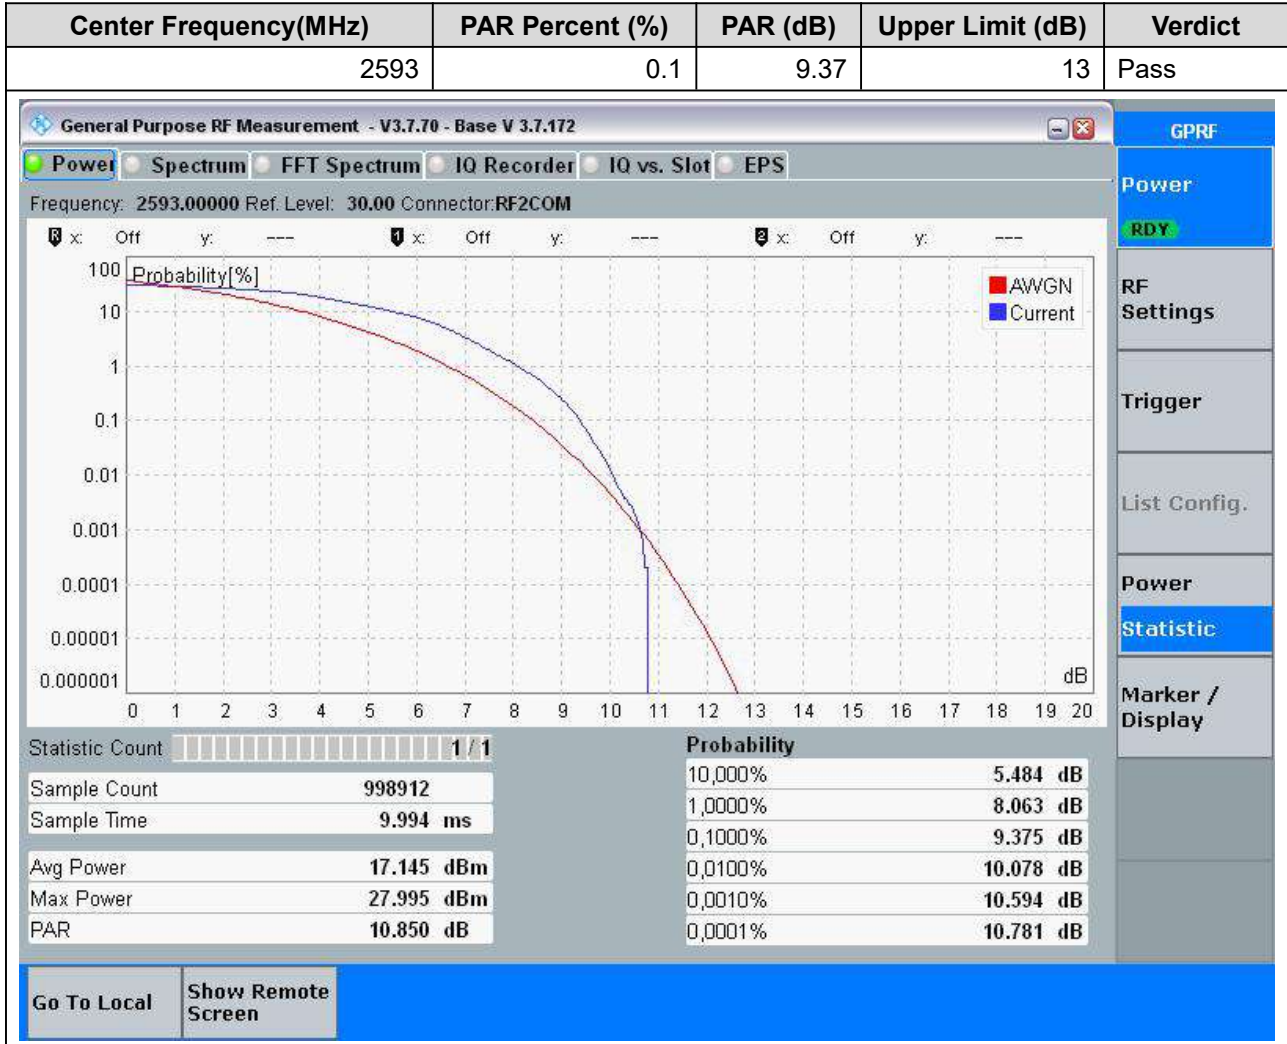 Center Frequency(MHz) PAR Percent (%) PAR (dB) Upper Limit (dB) Verdict
2593 0.1 9.37 13 Pass
General Purpose RF Measurement - V3.7.70 - Base V 3.7.172
GPRF
Power Spectrum FFT Spectrum IQ Recorder IQ vs. Slot EPS
Power
RDY
Frequency: 2593.00000 Ref. Level: 30.00 Connector:RF2COM
R x: Off y: --- 1 x: Off y: --- 2 x: Off y: ---
Probability[%]
AWGN
Current
100
10
1
0.1
0.01
0.001
0.0001
0.00001
0.000001
dB
0 1 2 3 4 5 6 7 8 9 10 11 12 13 14 15 16 17 18 19 20
RF
Settings
Trigger
List Config.
Power
Statistic
Marker /
Display
Statistic Count 1 / 1
Sample Count 998912
Sample Time 9.994 ms
Avg Power 17.145 dBm
Max Power 27.995 dBm
PAR 10.850 dB
Probability
10,000% 5.484 dB
1,0000% 8.063 dB
0,1000% 9.375 dB
0,0100% 10.078 dB
0,0010% 10.594 dB
0,0001% 10.781 dB
Go To Local
Show Remote
Screen